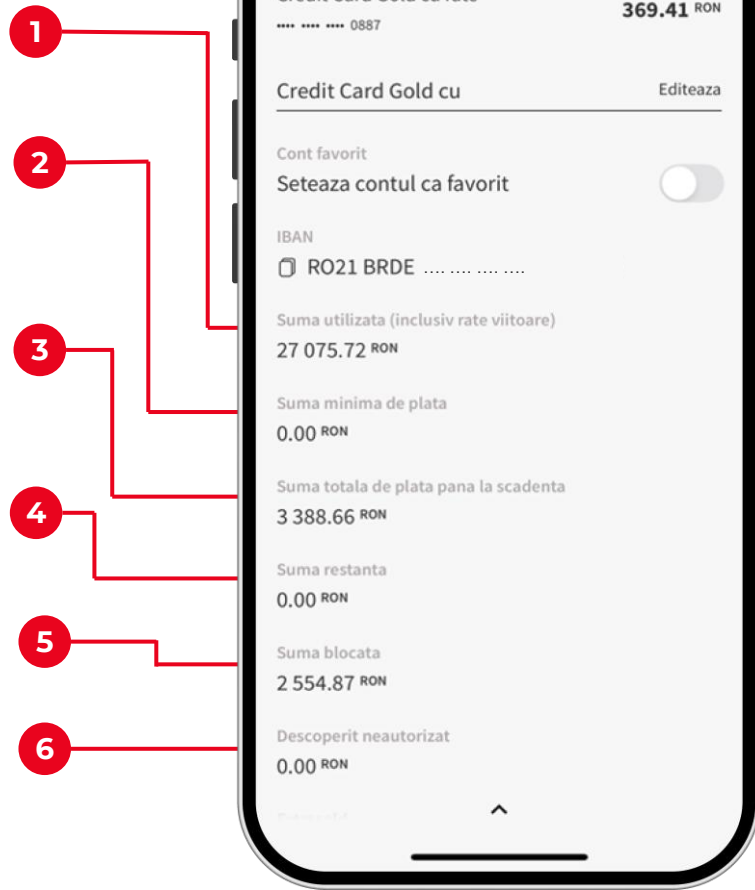 369.41 RON
•••• •••• •••• 0887
Credit Card Gold cu
Editeaza
Cont favorit
Seteaza contul ca favorit
IBAN
RO21 BRDE .... .... .... ....
Suma utilizata (inclusiv rate viitoare)
27 075.72 RON
Suma minima de plata
0.00 RON
Suma totala de plata pana la scadenta
3 388.66 RON
Suma restanta
0.00 RON
Suma blocata
2 554.87 RON
Descoperit neautorizat
0.00 RON
1
2
3
4
5
6